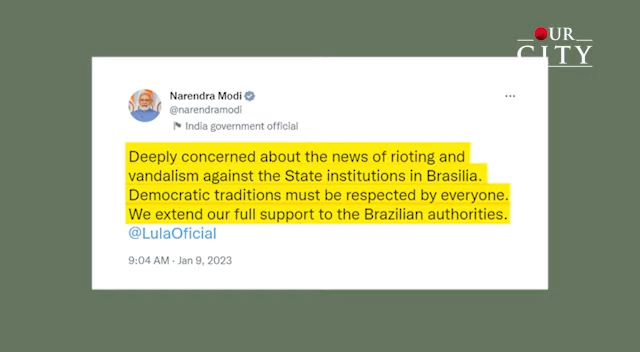 OUR
CITY
Narendra Modi
@narendramodi
India government official
Deeply concerned about the news of rioting and
vandalism against the State institutions in Brasilia.
Democratic traditions must be respected by everyone.
We extend our full support to the Brazilian authorities.
@LulaOficial
9:04 AM · Jan 9, 2023